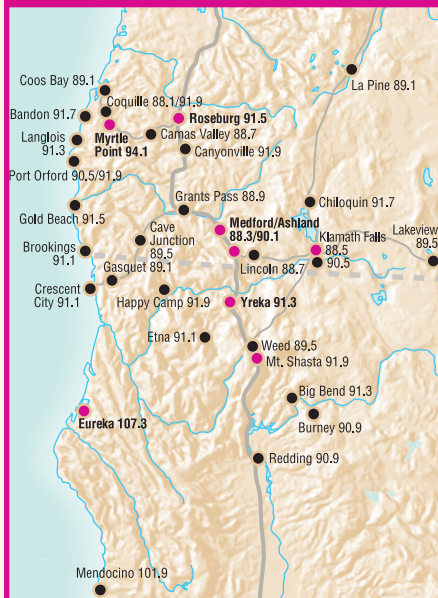 Coos Bay 89.1
La Pine 89.1
Coquille 88.1/91.9
Bandon 91.7
Roseburg 91.5
Langlois
91.3
Myrtle
Point 94.1
Camas Valley 88.7
Canyonville 91.9
Port Orford 90.5/91.9
Grants Pass 88.9
Chiloquin 91.7
Gold Beach 91.5
Medford/Ashland
88.3/90.1
Klamath Falls
88.5
90.5
Lakeview
89.5
Cave
Junction
89.5
Brookings
91.1
Lincoln 88.7
Gasquet 89.1
Crescent
City 91.1
Happy Camp 91.9
Yreka 91.3
Etna 91.1
Weed 89.5
Mt. Shasta 91.9
Big Bend 91.3
Eureka 107.3
Burney 90.9
Redding 90.9
Mendocino 101.9